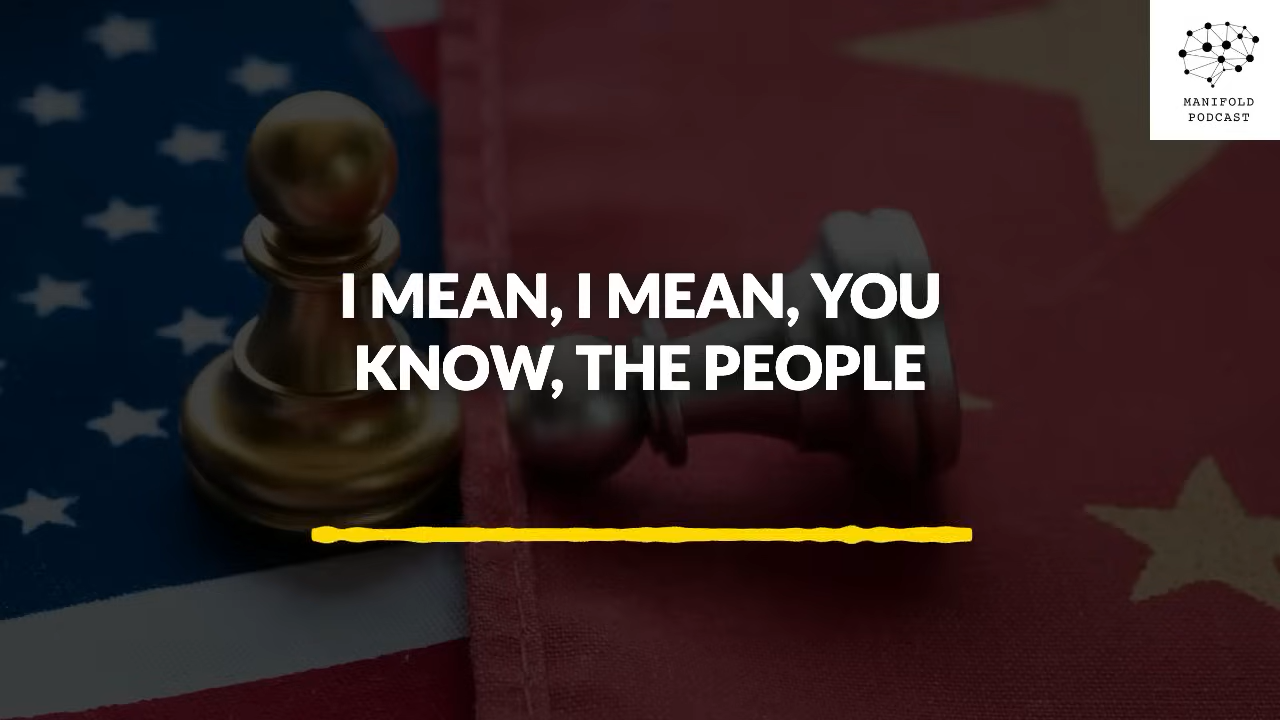 MANIFOLD
PODCAST
I MEAN, I MEAN, YOU
KNOW, THE PEOPLE